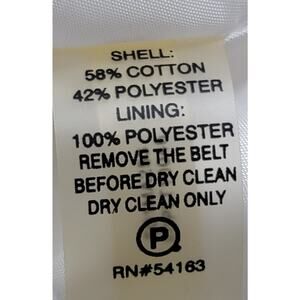 SHELL:
58% COTTON
42% POLYESTER
LINING:
100% POLYESTER
REMOVE THE BELT
BEFORE DRY CLEAN
DRY CLEAN ONLY
P
RN#54163